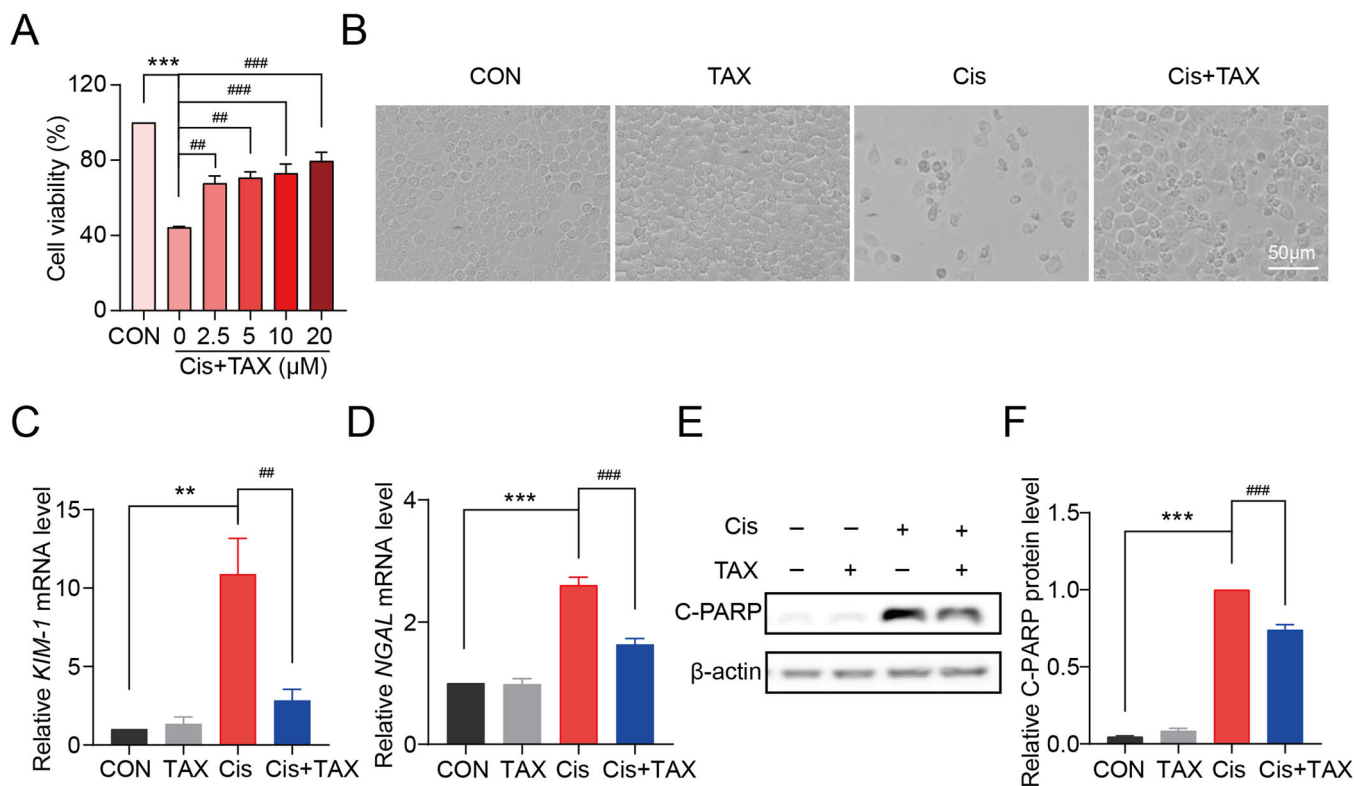 A
Cell viability (%)
120
80
40
0
***
##
##
###
###
CON 0 2.5 5 10 20
Cis+TAX (μM)
B
CON TAX Cis Cis+TAX
50μm
C
Relative KIM-1 mRNA level
15
10
5
0
**
##
CON TAX Cis Cis+TAX
D
Relative NGAL mRNA level
4
2
0
***
###
CON TAX Cis Cis+TAX
E
Cis – – + +
TAX – + – +
C-PARP
β-actin
F
Relative C-PARP protein level
1.5
1.0
0.5
0.0
***
###
CON TAX Cis Cis+TAX